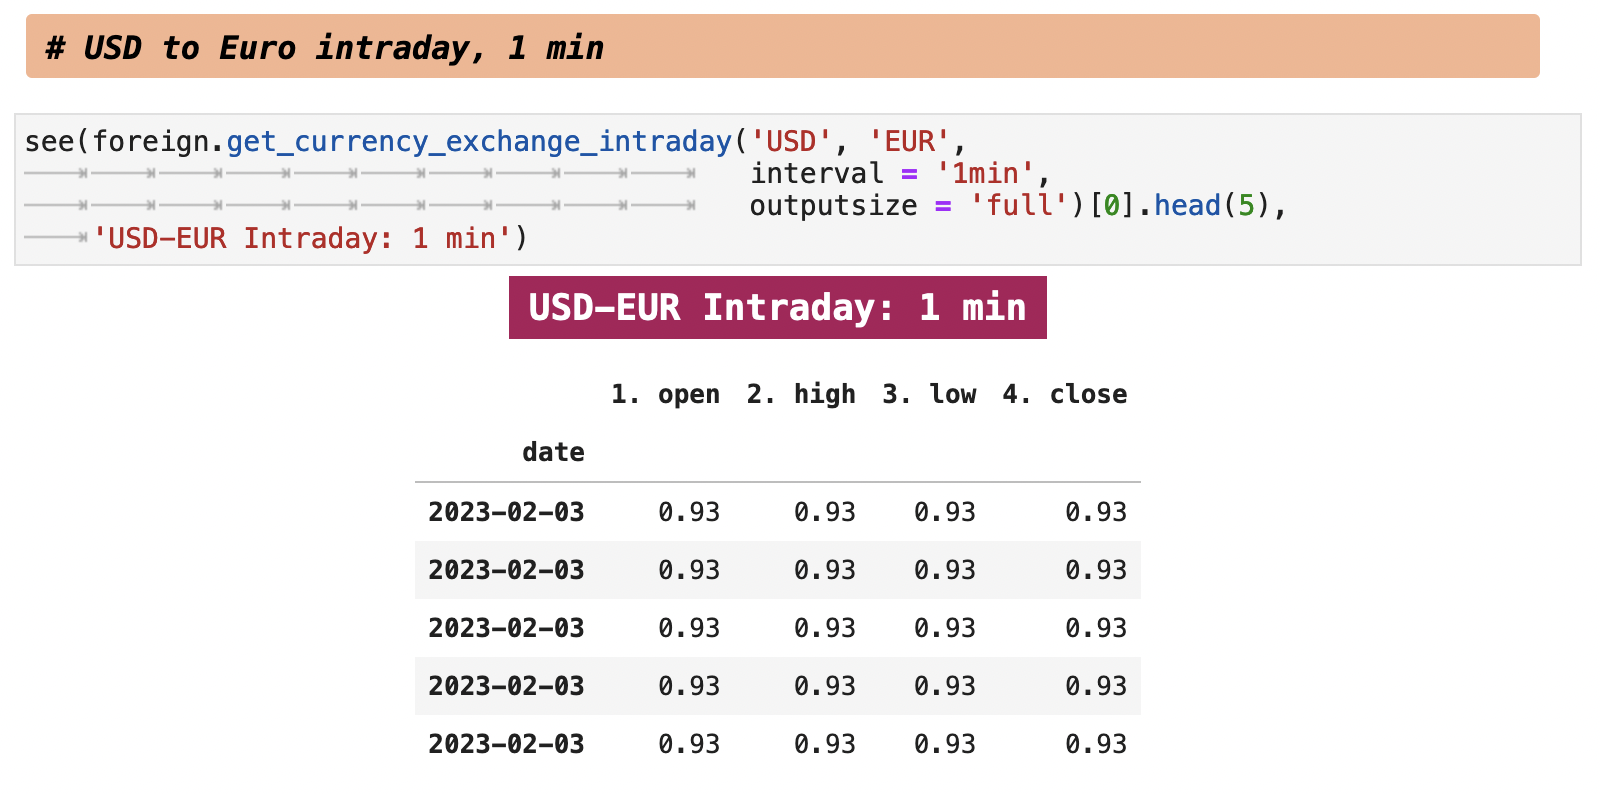 # USD to Euro intraday, 1 min
see(foreign.get_currency_exchange_intraday('USD', 'EUR',
interval = '1min',
outputsize = 'full')[0].head(5),
'USD-EUR Intraday: 1 min')
USD-EUR Intraday: 1 min
1. open 2. high 3. low 4. close
date
2023-02-03 0.93 0.93 0.93 0.93
2023-02-03 0.93 0.93 0.93 0.93
2023-02-03 0.93 0.93 0.93 0.93
2023-02-03 0.93 0.93 0.93 0.93
2023-02-03 0.93 0.93 0.93 0.93